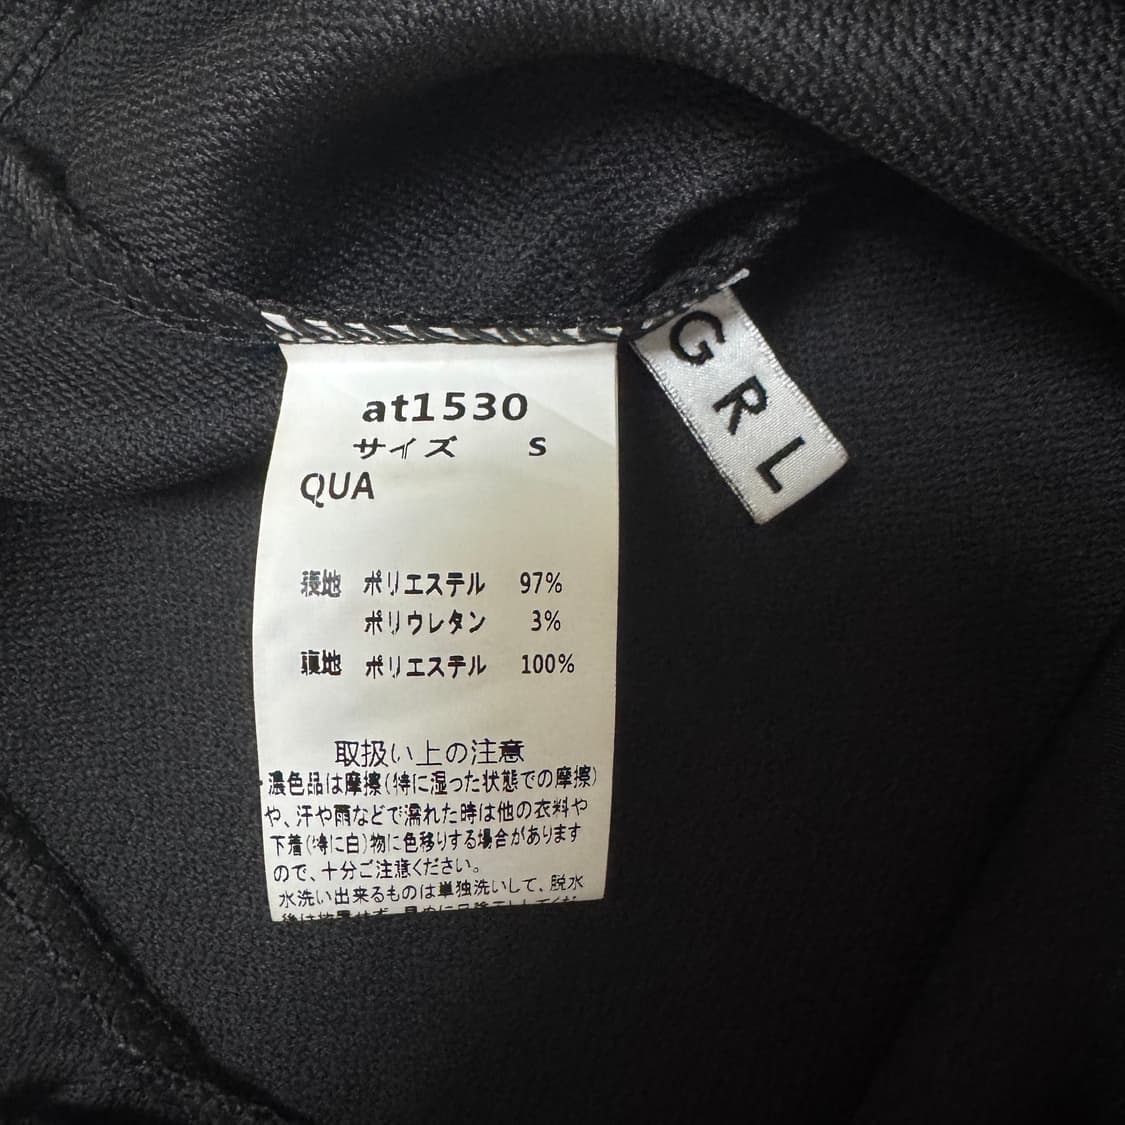 at1530
サイズ S
QUA
表地 ポリエステル 97%
ポリウレタン 3%
裏地 ポリエステル 100%
取扱い上の注意
・濃色品は摩擦(特に湿った状態での摩擦)
や、汗や雨などで濡れた時は他の衣料や
下着(特に白)物に色移りする場合があります
ので、十分ご注意ください。
水洗い出来るものは単独洗いして、脱水
GRL